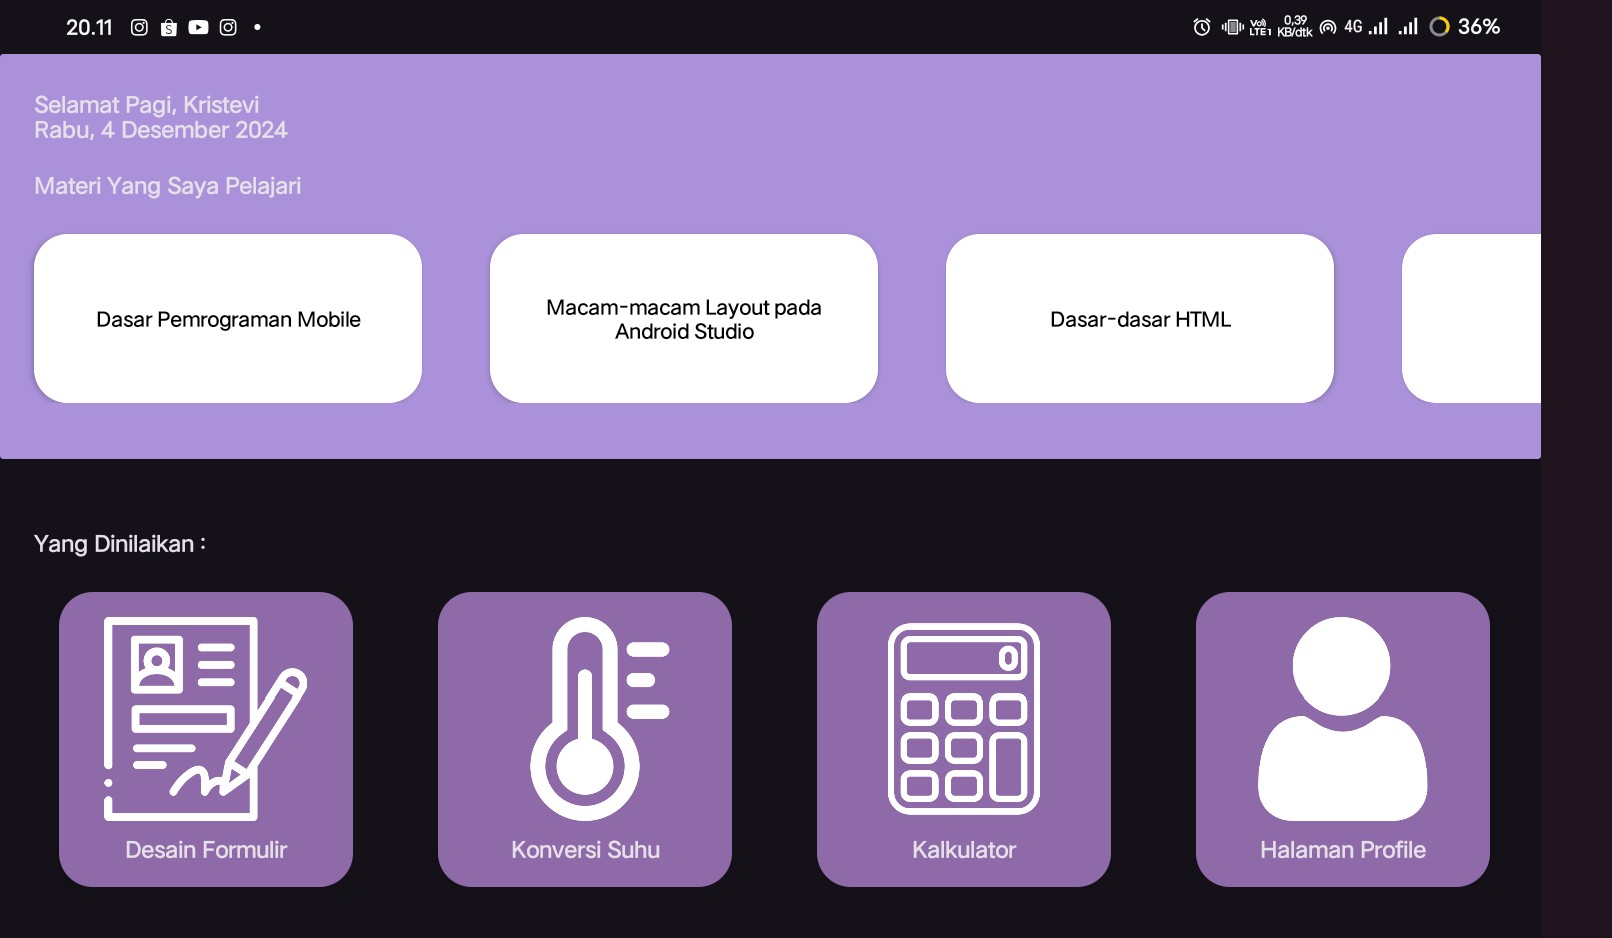 20.11
Vo)) LTE1
0,39 KB/dtk
4G
36%
Selamat Pagi, Kristevi
Rabu, 4 Desember 2024
Materi Yang Saya Pelajari
Dasar Pemrograman Mobile
Macam-macam Layout pada
Android Studio
Dasar-dasar HTML
Yang Dinilaikan :
0
Desain Formulir
Konversi Suhu
Kalkulator
Halaman Profile